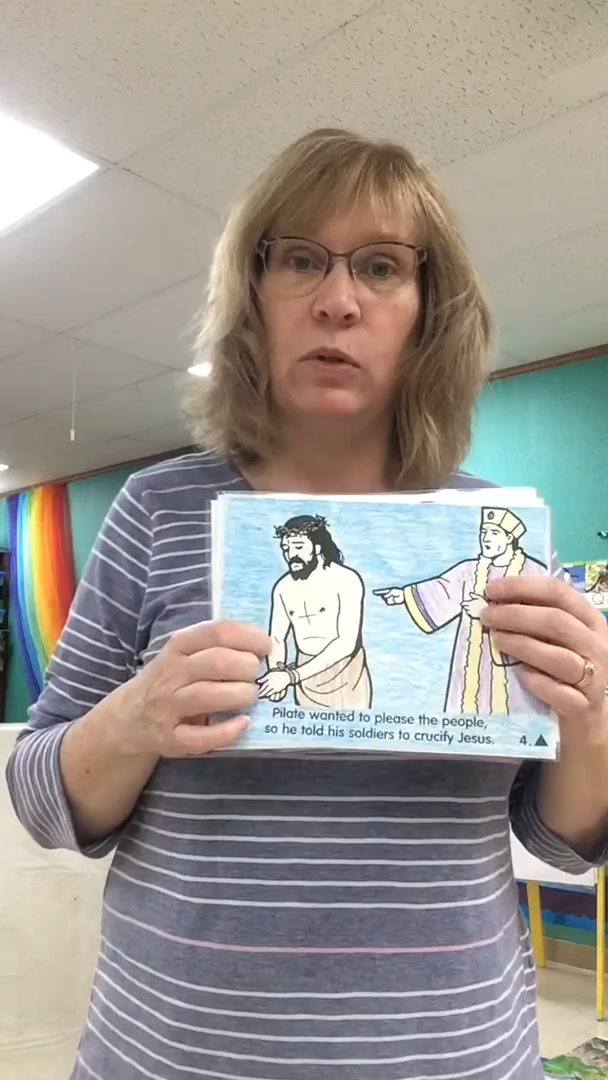 Pilate wanted to please the people,
so he told his soldiers to crucify Jesus.
4.